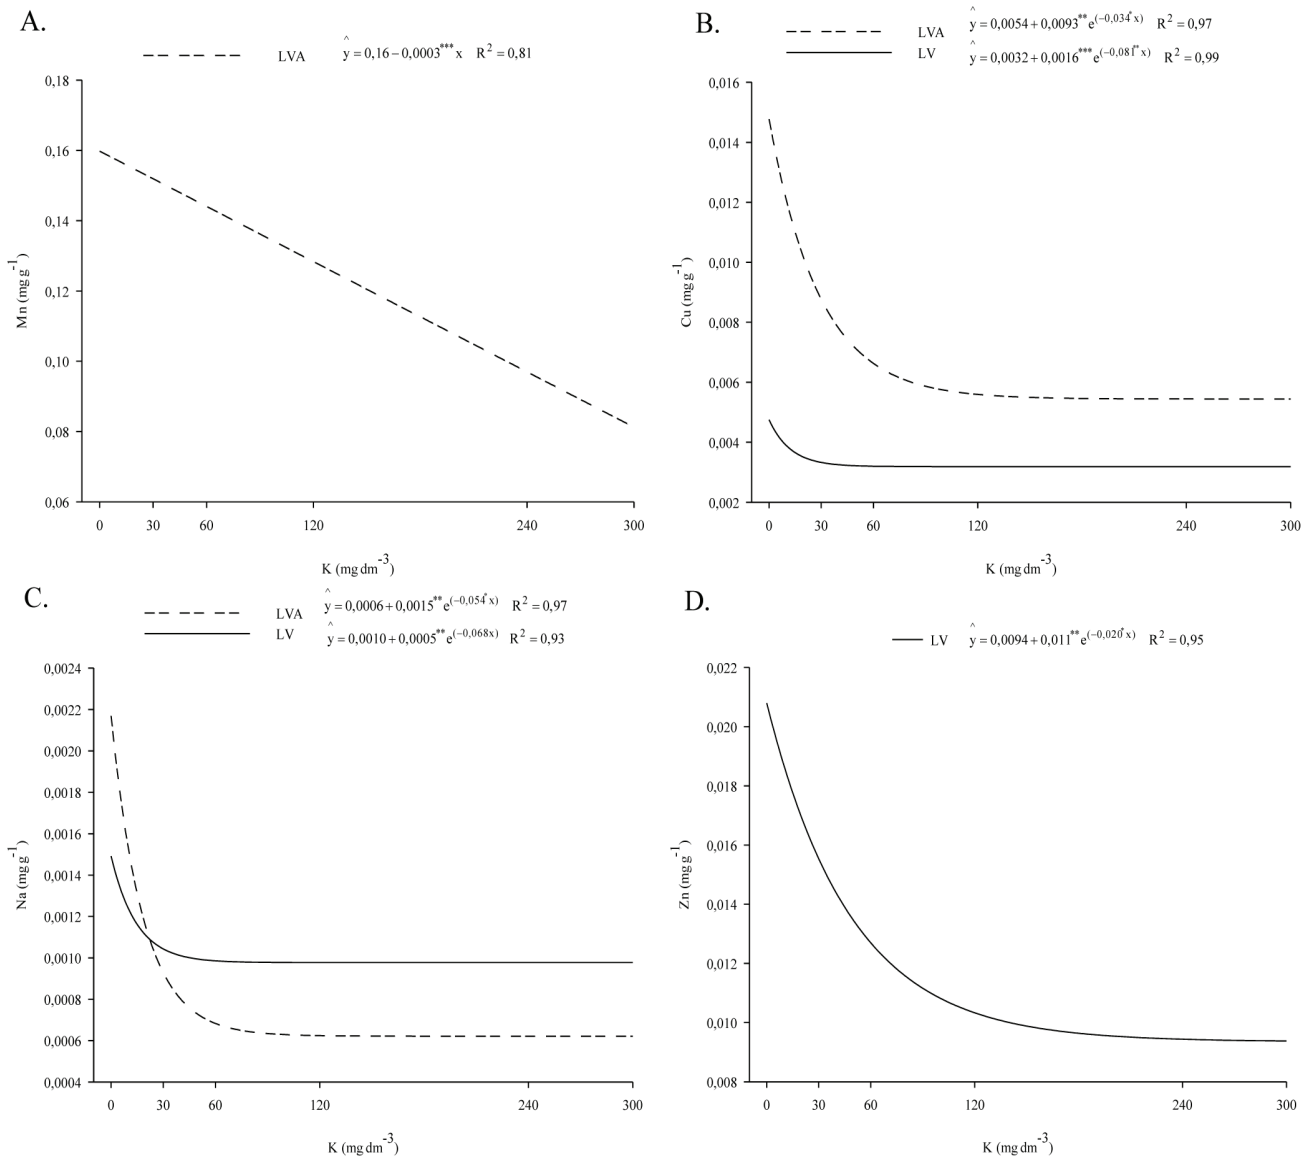 A.
LVA ŷ = 0,16 − 0,0003*** x R² = 0,81
0,18
0,16
0,14
0,12
0,10
0,08
0,06
Mn (mg g⁻¹)
0 30 60 120 240 300
K (mg dm⁻³)
B.
LVA ŷ = 0,0054 + 0,0093** e^(−0,034* x) R² = 0,97
LV ŷ = 0,0032 + 0,0016*** e^(−0,081** x) R² = 0,99
0,016
0,014
0,012
0,010
0,008
0,006
0,004
0,002
Cu (mg g⁻¹)
0 30 60 120 240 300
K (mg dm⁻³)
C.
LVA ŷ = 0,0006 + 0,0015** e^(−0,054* x) R² = 0,97
LV ŷ = 0,0010 + 0,0005** e^(−0,068x) R² = 0,93
0,0024
0,0022
0,0020
0,0018
0,0016
0,0014
0,0012
0,0010
0,0008
0,0006
0,0004
Na (mg g⁻¹)
0 30 60 120 240 300
K (mg dm⁻³)
D.
LV ŷ = 0,0094 + 0,011** e^(−0,020* x) R² = 0,95
0,022
0,020
0,018
0,016
0,014
0,012
0,010
0,008
Zn (mg g⁻¹)
0 30 60 120 240 300
K (mg dm⁻³)